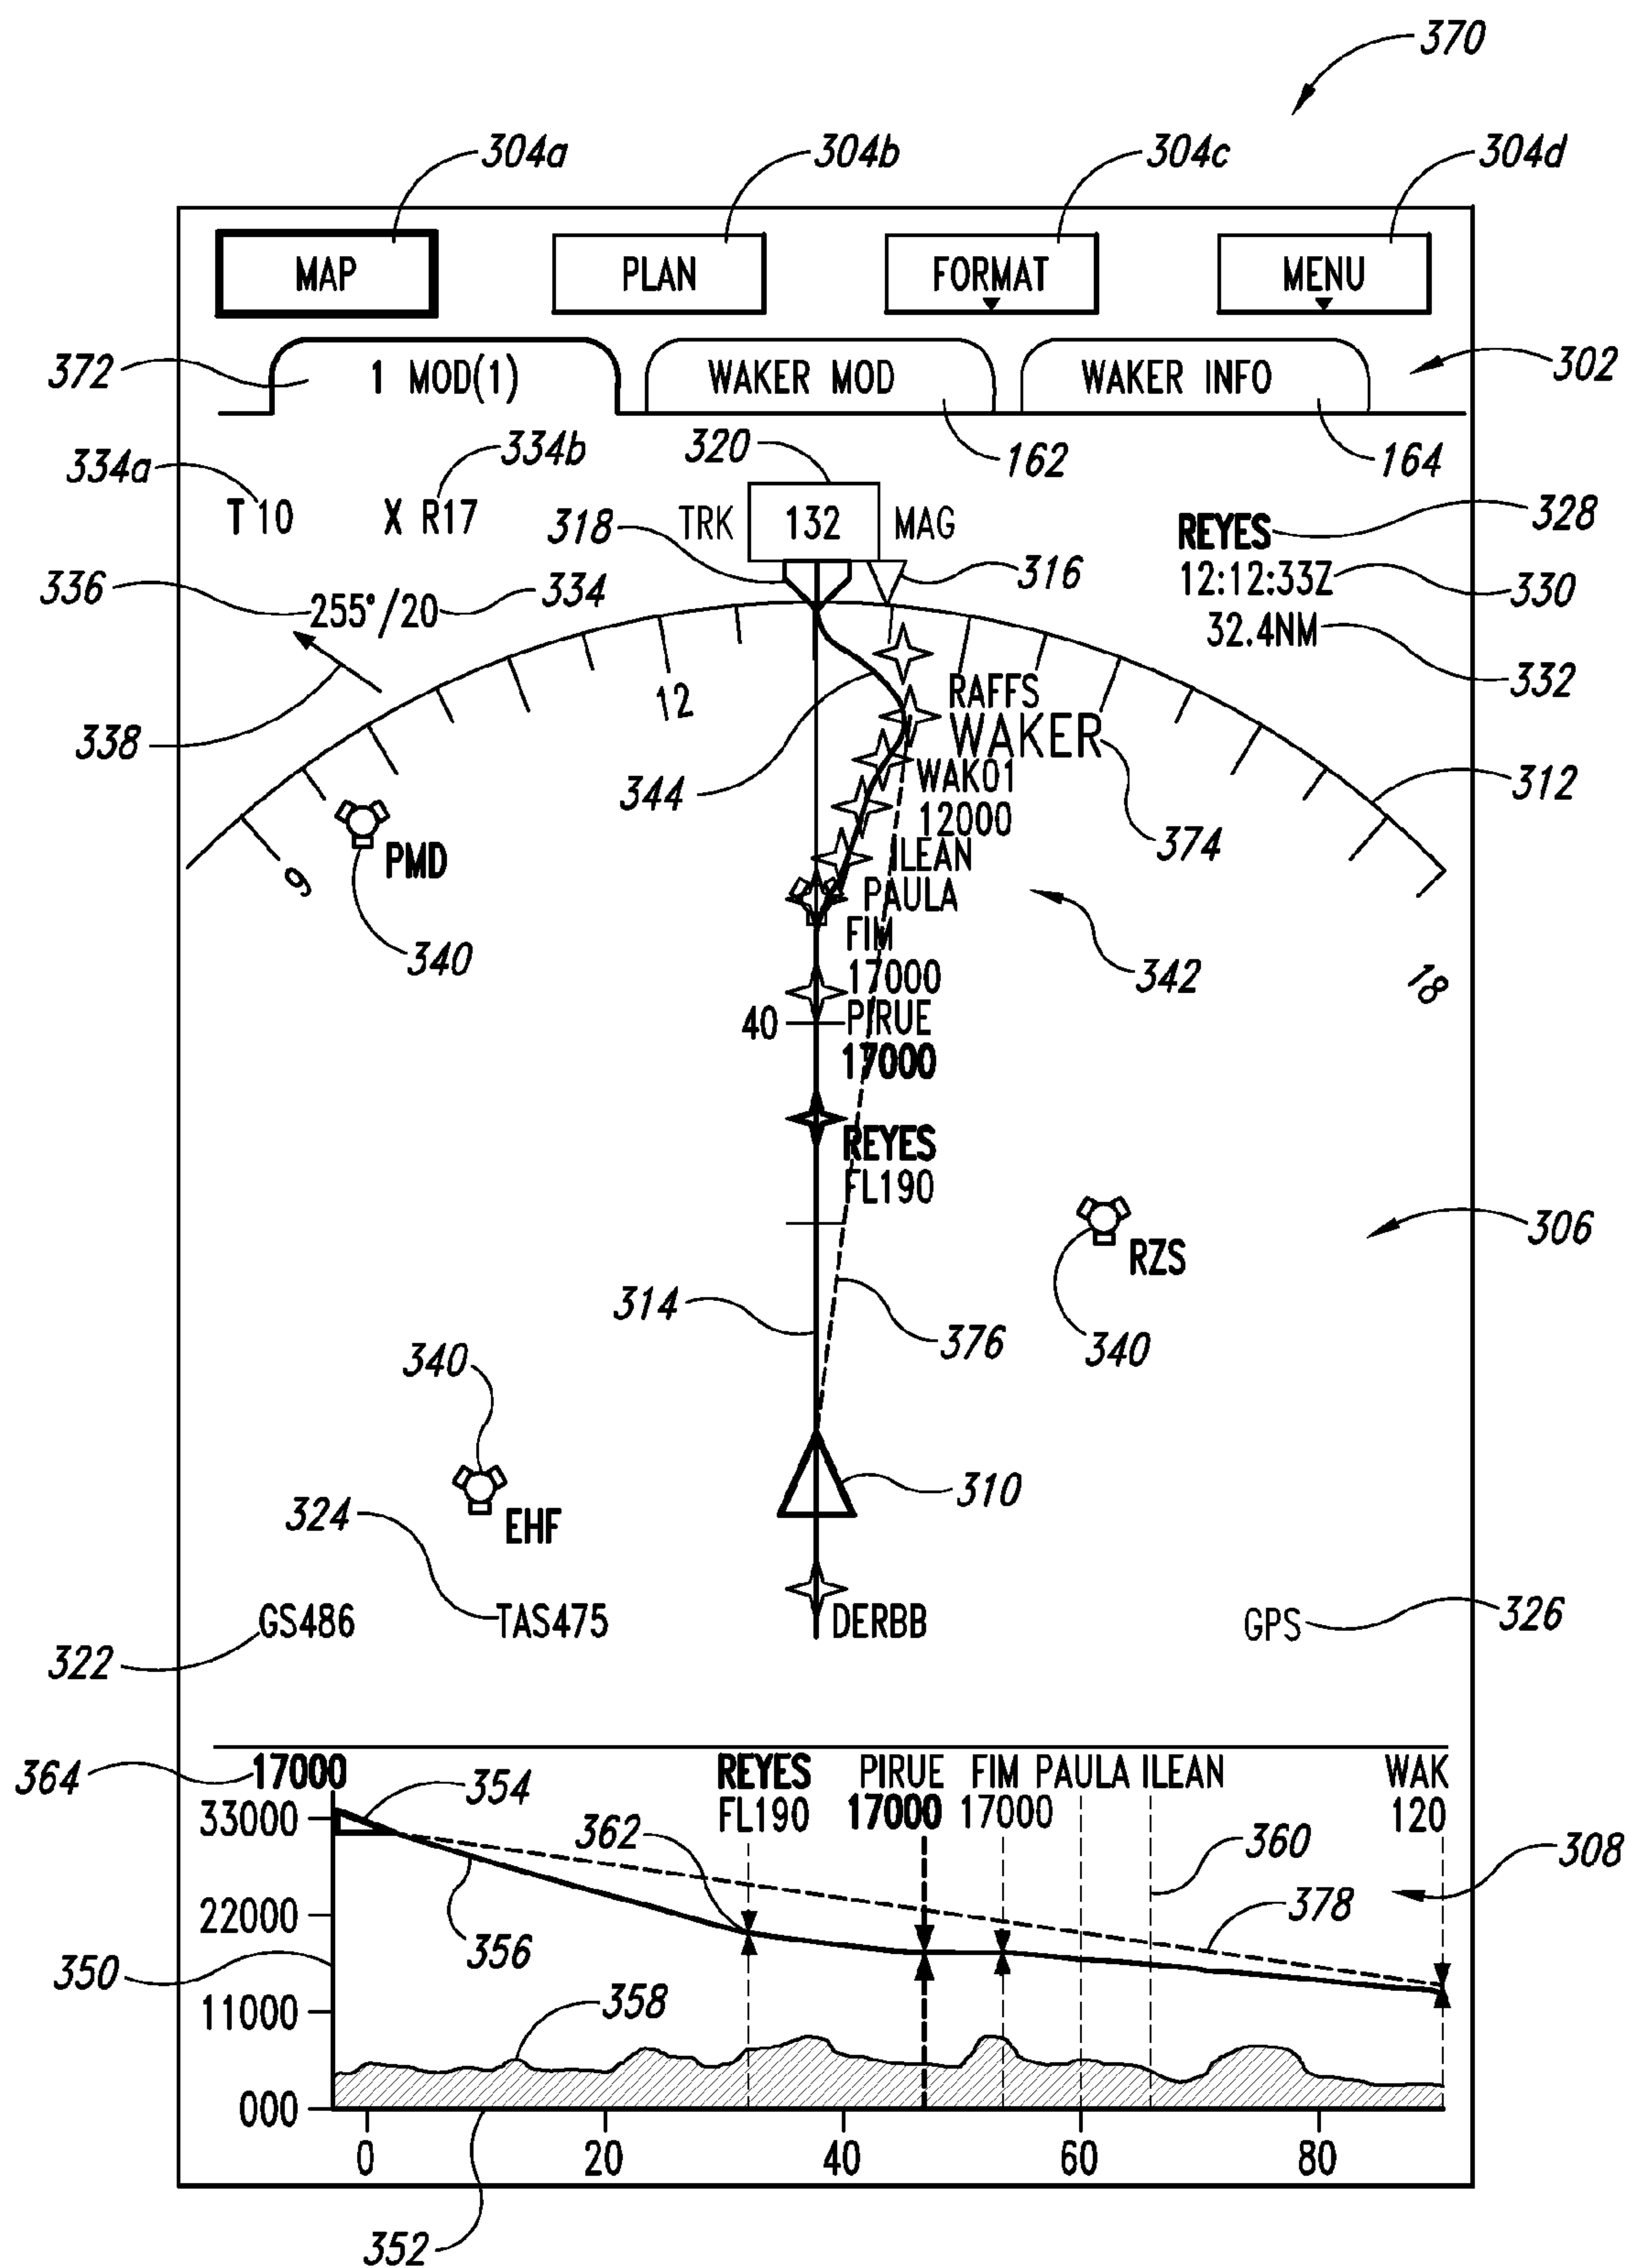 370
304a 304b 304c 304d
MAP PLAN FORMAT MENU
372 1 MOD(1) WAKER MOD WAKER INFO 302
334a 334b 320 162 164
T10 X R17 318 TRK 132 MAG REYES 328
336 255°/20 334 316 12:12:33Z 330
32.4NM 332
338 12 RAFFS
WAKER
344 WAK01 312
12000 374
PMD ILEAN
9 PAULA
340 FIM
17000 342 18
40 PIRUE
17000
REYES
FL190
306
RZS
314 376 340
340
324 EHF 310
GS486 TAS475 DERBB GPS 326
322
364 17000 354 REYES PIRUE FIM PAULA ILEAN WAK
33000 362 FL190 17000 17000 120
360 308
22000 378
350 356
11000 358
000
0 20 40 60 80
352